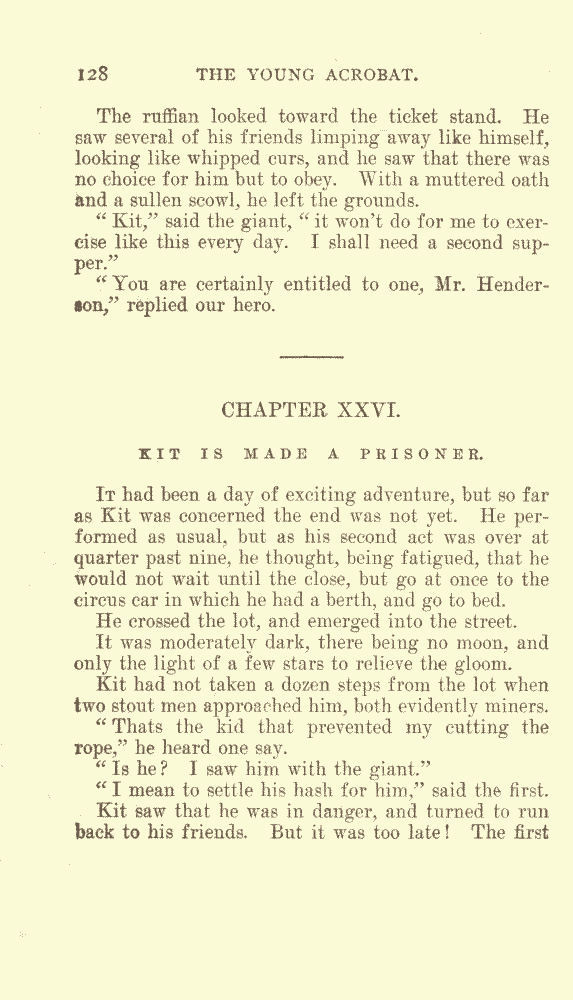 128 THE YOUNG ACROBAT.
The ruffian looked toward the ticket stand. He
saw several of his friends limping away like himself,
looking like whipped curs, and he saw that there was
no choice for him but to obey. With a muttered oath
and a sullen scowl, he left the grounds.
“ Kit,” said the giant, “ it won’t do for me to exer-
cise like this every day. I shall need a second sup-
per.”
“ You are certainly entitled to one, Mr. Hender-
son,” replied our hero.
CHAPTER XXVI.
KIT IS MADE A PRISONER.
IT had been a day of exciting adventure, but so far
as Kit was concerned the end was not yet. He per-
formed as usual, but as his second act was over at
quarter past nine, he thought, being fatigued, that he
would not wait until the close, but go at once to the
circus car in which he had a berth, and go to bed.
He crossed the lot, and emerged into the street.
It was moderately dark, there being no moon, and
only the light of a few stars to relieve the gloom.
Kit had not taken a dozen steps from the lot when
two stout men approached him, both evidently miners.
“ Thats the kid that prevented my cutting the
rope,” he heard one say.
“ Is he? I saw him with the giant.”
“ I mean to settle his hash for him,” said the first.
Kit saw that he was in danger, and turned to run
back to his friends. But it was too late! The first